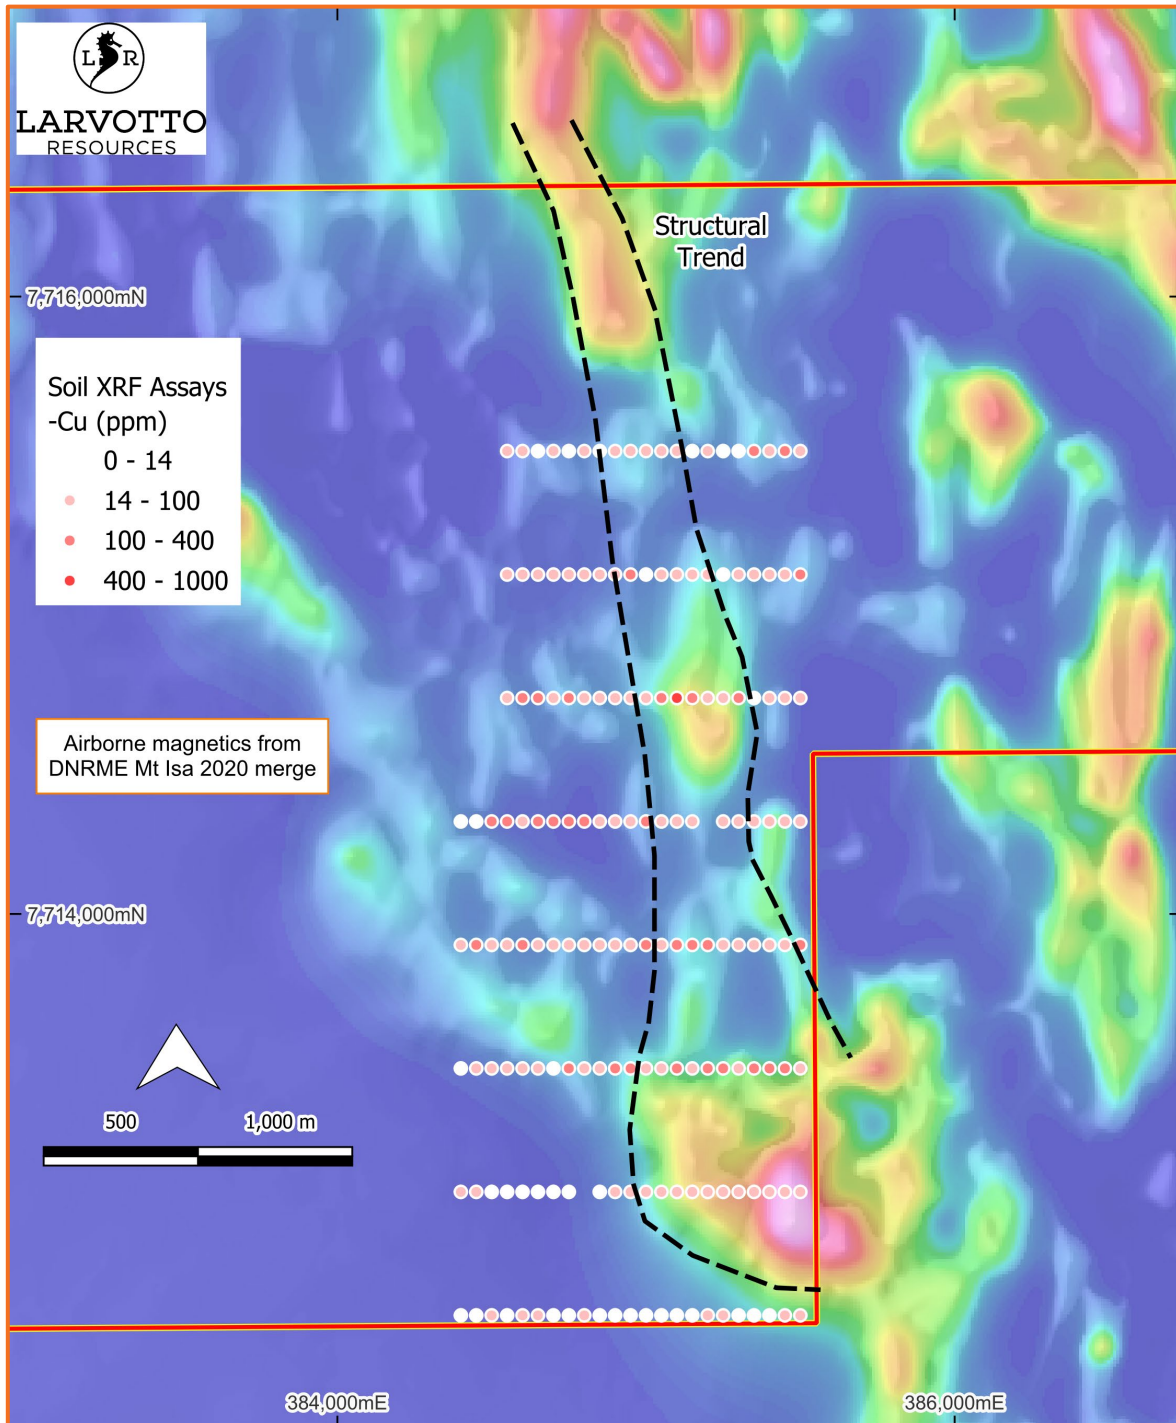 L R
LARVOTTO
RESOURCES
Structural
Trend
7,716,000mN
Soil XRF Assays
-Cu (ppm)
0 - 14
14 - 100
100 - 400
400 - 1000
Airborne magnetics from
DNRME Mt Isa 2020 merge
7,714,000mN
500 1,000 m
384,000mE 386,000mE